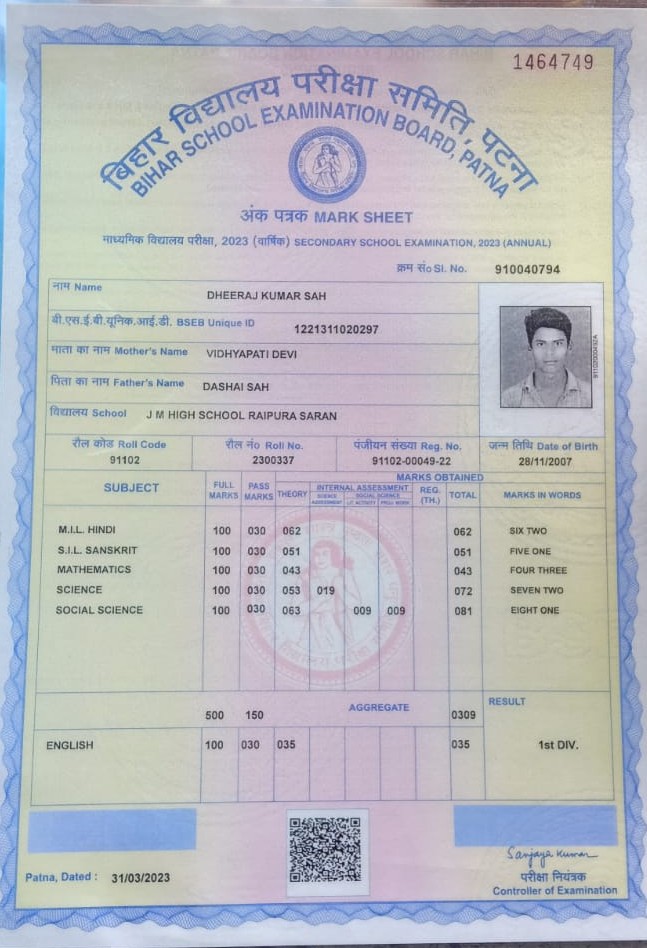 1464749
बिहार विद्यालय परीक्षा समिति, पटना
BIHAR SCHOOL EXAMINATION BOARD, PATNA
अंक पत्रक MARK SHEET
माध्यमिक विद्यालय परीक्षा, 2023 (वार्षिक) SECONDARY SCHOOL EXAMINATION, 2023 (ANNUAL)
क्रम सं० Sl. No. 910040794
नाम Name DHEERAJ KUMAR SAH
बी.एस.ई.बी.यूनिक.आई.डी. BSEB Unique ID 1221311020297
माता का नाम Mother's Name VIDHYAPATI DEVI
पिता का नाम Father's Name DASHAI SAH
विद्यालय School J M HIGH SCHOOL RAIPURA SARAN
रौल कोड Roll Code रौल नं० Roll No. पंजीयन संख्या Reg. No. जन्म तिथि Date of Birth
91102 2300337 91102-00049-22 28/11/2007
MARKS OBTAINED
SUBJECT FULL MARKS PASS MARKS THEORY INTERNAL ASSESSMENT REG. (TH.) TOTAL MARKS IN WORDS
SCIENCE ASSESSMENT SOCIAL SCIENCE
M.I.L. HINDI 100 030 062 062 SIX TWO
S.I.L. SANSKRIT 100 030 051 051 FIVE ONE
MATHEMATICS 100 030 043 043 FOUR THREE
SCIENCE 100 030 053 019 072 SEVEN TWO
SOCIAL SCIENCE 100 030 063 009 009 081 EIGHT ONE
500 150 AGGREGATE 0309 RESULT
ENGLISH 100 030 035 035 1st DIV.
Sanjaya Kumar
Patna, Dated : 31/03/2023
परीक्षा नियंत्रक
Controller of Examination